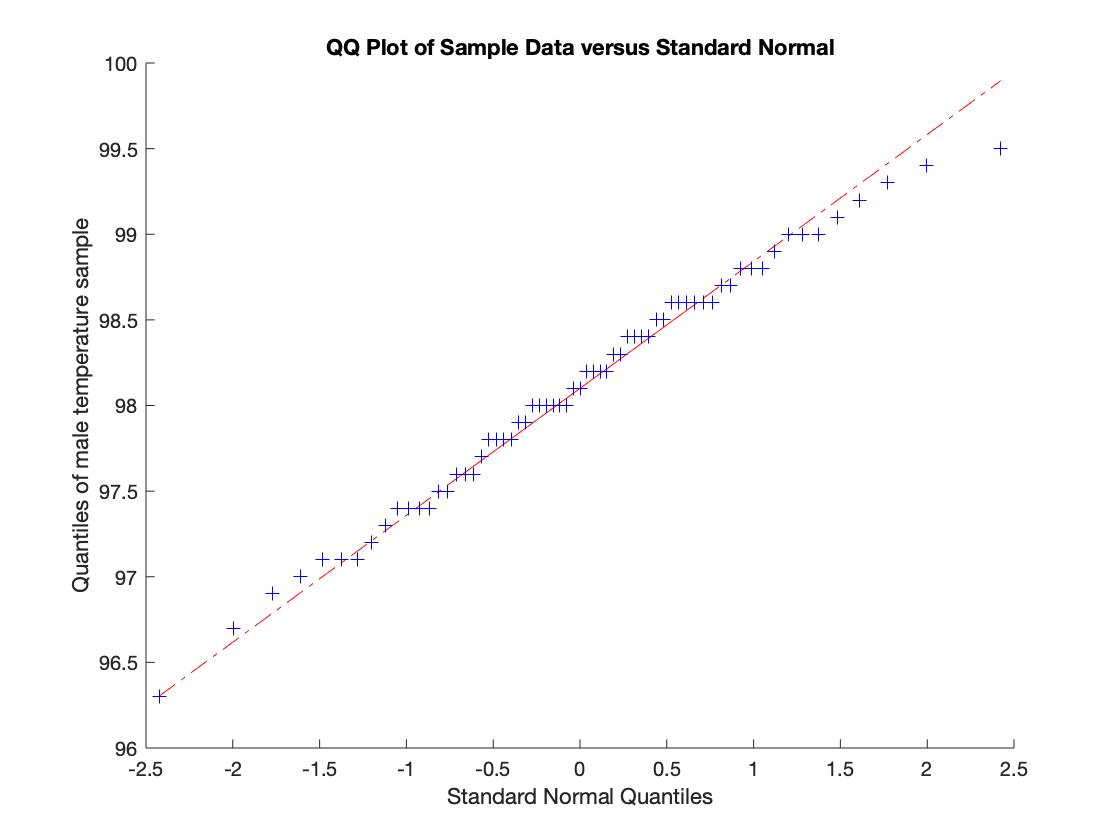 QQ Plot of Sample Data versus Standard Normal
100
99.5
99
98.5
98
97.5
97
96.5
96
Quantiles of male temperature sample
-2.5 -2 -1.5 -1 -0.5 0 0.5 1 1.5 2 2.5
Standard Normal Quantiles